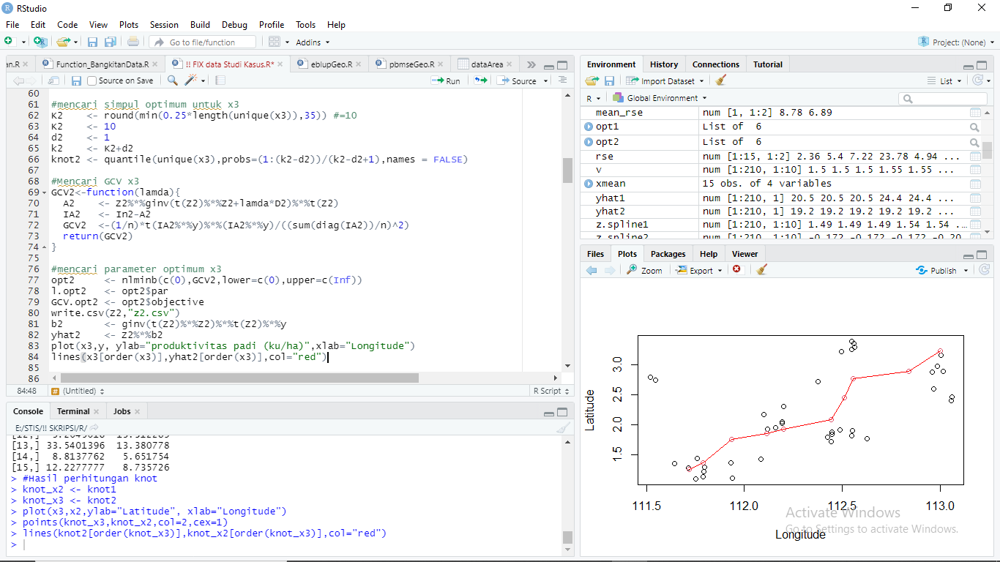 RStudio
File Edit Code View Plots Session Build Debug Profile Tools Help
Go to file/function Addins Project: (None)
an.R Function_BangkitanData.R !! FIX data Studi Kasus.R* eblupGeo.R pbmseGeo.R dataArea
Source on Save Run Source
60
61 #mencari simpul optimum untuk x3
62 K2 <- round(min(0.25*length(unique(x3)),35)) #=10
63 K2 <- 10
64 d2 <- 1
65 k2 <- K2+d2
66 knot2 <- quantile(unique(x3),probs=(1:(k2-d2))/(k2-d2+1),names = FALSE)
67
68 #Mencari GCV x3
69 GCV2<-function(lamda){
70 A2 <- Z2%*%ginv(t(Z2)%*%Z2+lamda*D2)%*%t(Z2)
71 IA2 <- In2-A2
72 GCV2 <-(1/n)*t(IA2%*%y)%*%(IA2%*%y)/((sum(diag(IA2))/n)^2)
73 return(GCV2)
74 }
75
76 #mencari parameter optimum x3
77 opt2 <- nlminb(c(0),GCV2,lower=c(0),upper=c(Inf))
78 l.opt2 <- opt2$par
79 GCV.opt2 <- opt2$objective
80 write.csv(Z2,"z2.csv")
81 b2 <- ginv(t(Z2)%*%Z2)%*%t(Z2)%*%y
82 yhat2 <- Z2%*%b2
83 plot(x3,y, ylab="produktivitas padi (ku/ha)",xlab="Longitude")
84 lines(x3[order(x3)],yhat2[order(x3)],col="red")
85
86
84:48 (Untitled) R Script
Console Terminal Jobs
E:/STIS/!! SKRIPSI/R/
[13,] 33.5401396 13.380778
[14,] 8.8137762 5.651754
[15,] 12.2277777 8.735726
> #Hasil perhitungan knot
> knot_x2 <- knot1
> knot_x3 <- knot2
> plot(x3,x2,ylab="Latitude", xlab="Longitude")
> points(knot_x3,knot_x2,col=2,cex=1)
> lines(knot2[order(knot_x3)],knot_x2[order(knot_x3)],col="red")
>
Environment History Connections Tutorial
Import Dataset List
R Global Environment
mean_rse num [1, 1:2] 8.78 6.89
opt1 List of 6
opt2 List of 6
rse num [1:15, 1:2] 2.36 5.4 7.22 23.78 4.94 ...
v num [1:210, 1:10] 1.5 1.5 1.5 1.55 1.55 ...
xmean 15 obs. of 4 variables
yhat1 num [1:210, 1] 20.5 20.5 20.5 24.4 24.4 ...
yhat2 num [1:210, 1] 19.2 19.2 19.2 19.2 19.2 ...
z.spline1 num [1:210, 1:10] 1.49 1.49 1.49 1.54 1.54 ...
z.spline2 num [1:210, 1:10] -0.172 -0.172 -0.172 -0.20
Files Plots Packages Help Viewer
Zoom Export Publish
Latitude
3.0
2.5
2.0
1.5
111.5 112.0 112.5 113.0
Longitude
Activate Windows
Go to Settings to activate Windows.